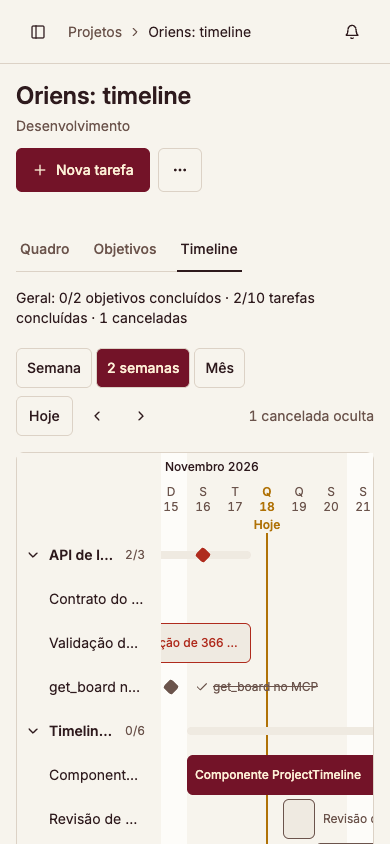 Projetos > Oriens: timeline
Oriens: timeline
Desenvolvimento
+ Nova tarefa ...
Quadro Objetivos Timeline
Geral: 0/2 objetivos concluídos · 2/10 tarefas
concluídas · 1 canceladas
Semana 2 semanas Mês
Hoje 1 cancelada oculta
Novembro 2026
D S T Q Q S S
15 16 17 18 19 20 21
Hoje
API de l... 2/3
Contrato do ...
Validação d... ção de 366 ...
get_board n... get_board no MCP
Timelin... 0/6
Component... Componente ProjectTimeline
Revisão de ... Revisão